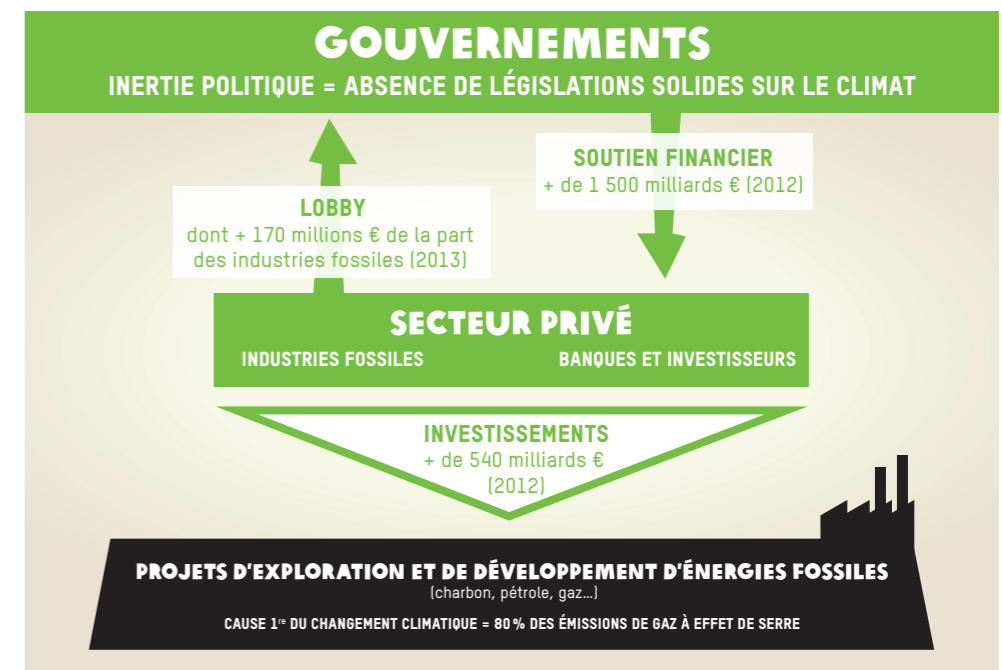 GOUVERNEMENTS
INERTIE POLITIQUE = ABSENCE DE LÉGISLATIONS SOLIDES SUR LE CLIMAT
SOUTIEN FINANCIER
+ de 1 500 milliards € (2012)
LOBBY
dont + 170 millions € de la part
des industries fossiles (2013)
SECTEUR PRIVÉ
INDUSTRIES FOSSILES
BANQUES ET INVESTISSEURS
INVESTISSEMENTS
+ de 540 milliards €
(2012)
PROJETS D'EXPLORATION ET DE DÉVELOPPEMENT D'ÉNERGIES FOSSILES
(charbon, pétrole, gaz…)
CAUSE 1re DU CHANGEMENT CLIMATIQUE = 80 % DES ÉMISSIONS DE GAZ À EFFET DE SERRE